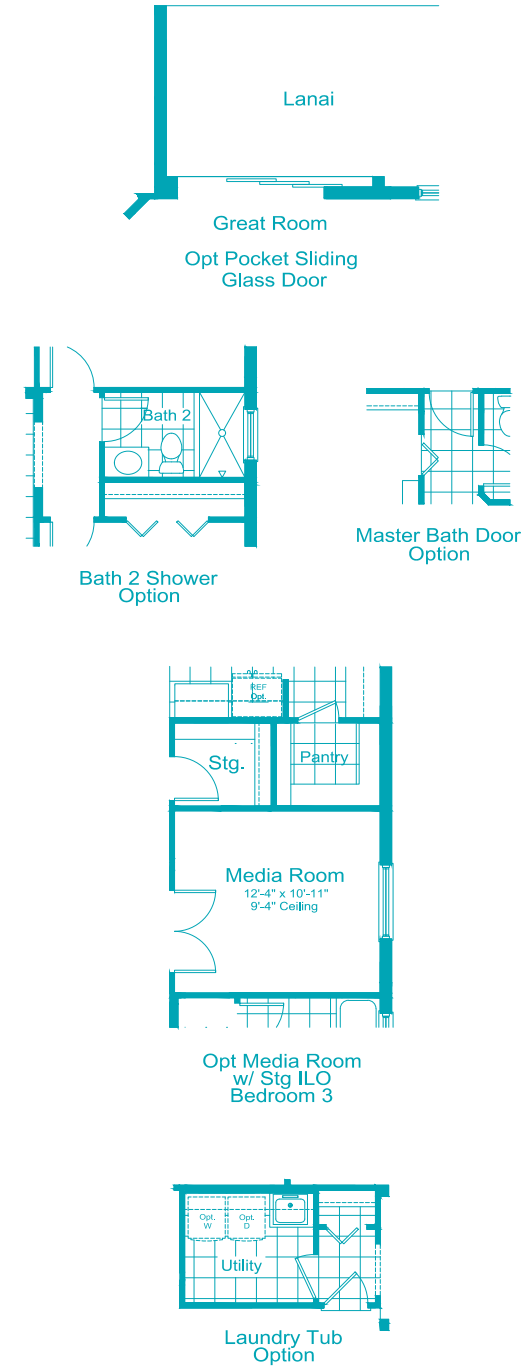 Lanai
Great Room
Opt Pocket Sliding
Glass Door
Bath 2
Bath 2 Shower
Option
Master Bath Door
Option
REF
Opt.
Stg.
Pantry
Media Room
12'-4" x 10'-11"
9'-4" Ceiling
Opt Media Room
w/ Stg ILO
Bedroom 3
Opt.
W
Opt.
D
Utility
Laundry Tub
Option